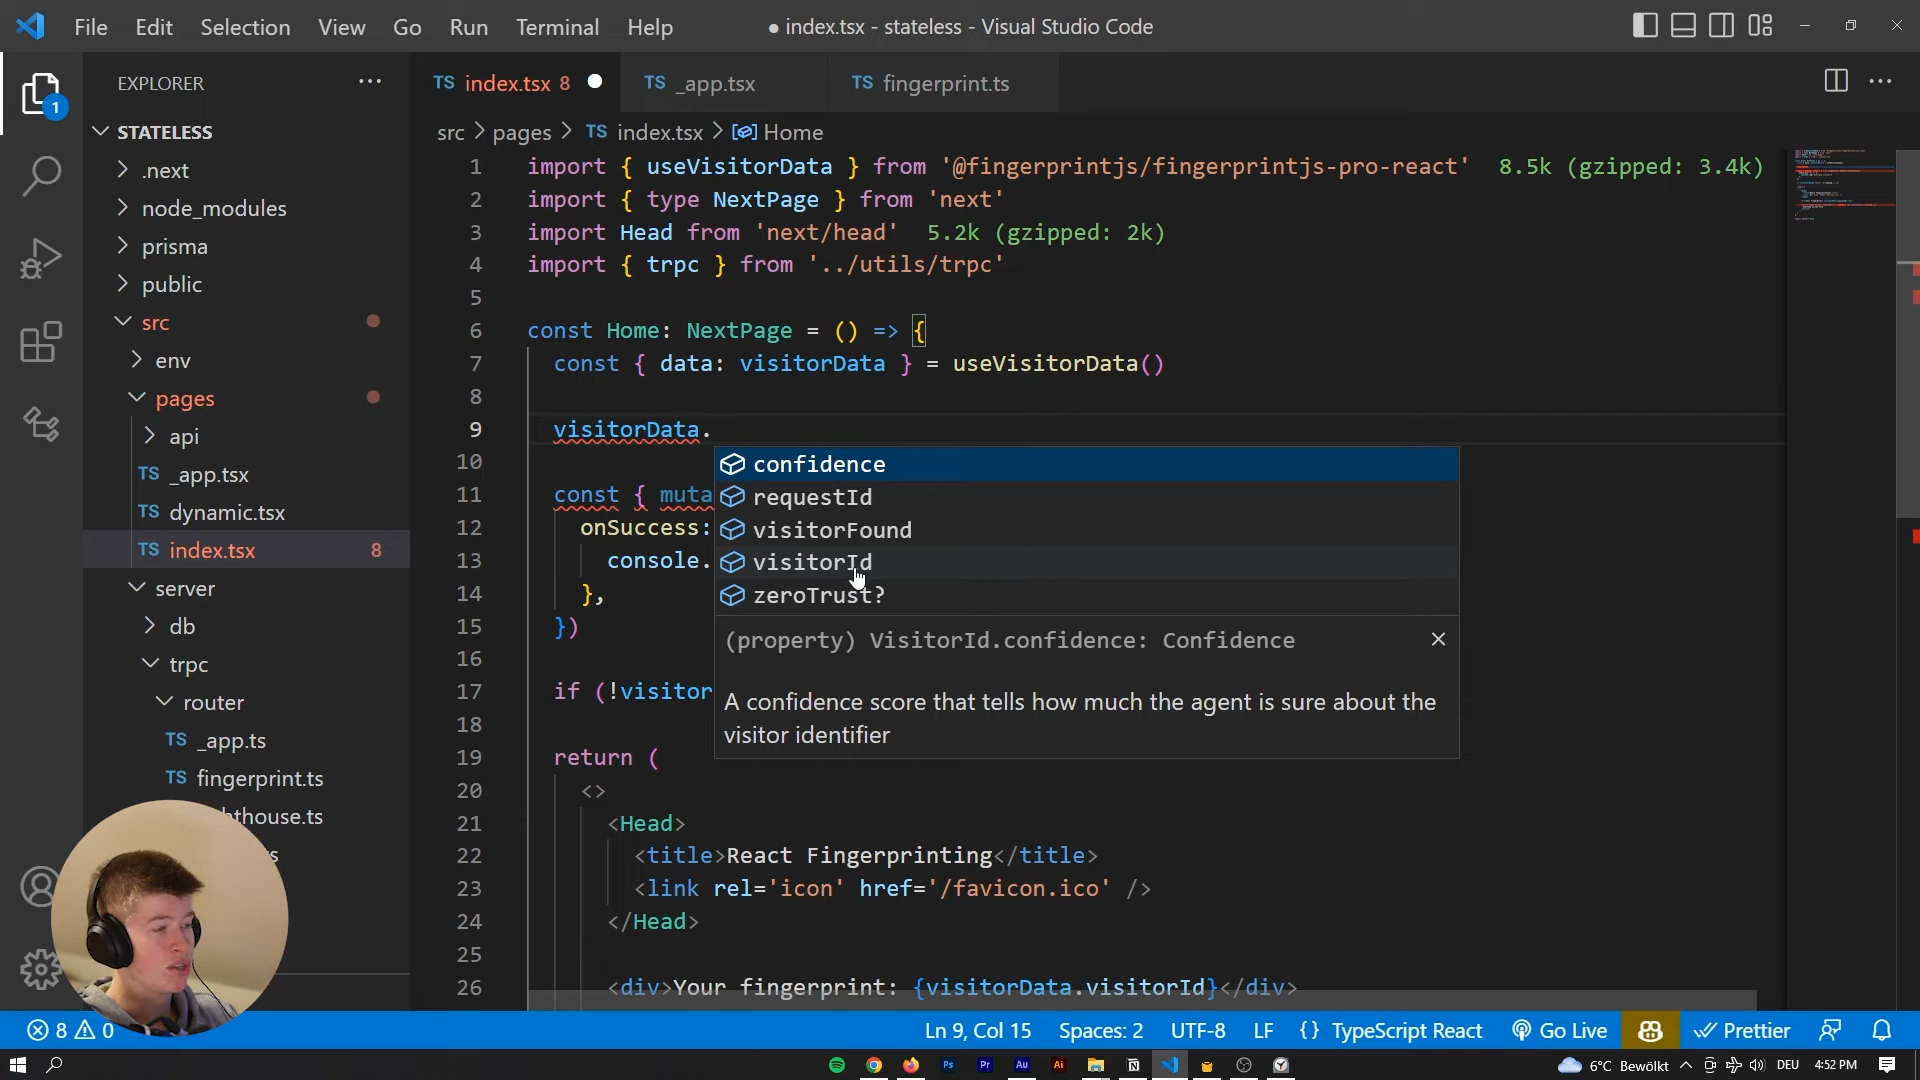 File Edit Selection View Go Run Terminal Help
● index.tsx - stateless - Visual Studio Code
EXPLORER
1
STATELESS
.next
node_modules
prisma
public
src
env
pages
api
TS _app.tsx
TS dynamic.tsx
TS index.tsx 8
server
db
trpc
router
TS _app.ts
TS fingerprint.ts
hthouse.ts
TS index.tsx 8
TS _app.tsx
TS fingerprint.ts
src > pages > TS index.tsx > Home
1 import { useVisitorData } from '@fingerprintjs/fingerprintjs-pro-react' 8.5k (gzipped: 3.4k)
2 import { type NextPage } from 'next'
3 import Head from 'next/head' 5.2k (gzipped: 2k)
4 import { trpc } from '../utils/trpc'
5
6 const Home: NextPage = () => {
7 const { data: visitorData } = useVisitorData()
8
9 visitorData.
10
11 const { muta
12 onSuccess:
13 console.
14 },
15 })
16
17 if (!visitor
18
19 return (
20 <>
21 <Head>
22 <title>React Fingerprinting</title>
23 <link rel='icon' href='/favicon.ico' />
24 </Head>
25
26 <div>Your fingerprint: {visitorData.visitorId}</div>
confidence
requestId
visitorFound
visitorId
zeroTrust?
(property) VisitorId.confidence: Confidence
A confidence score that tells how much the agent is sure about the
visitor identifier
8 0 Ln 9, Col 15 Spaces: 2 UTF-8 LF {} TypeScript React Go Live Prettier
Ps Pr Au Ai 6°C Bewölkt DEU 4:52 PM